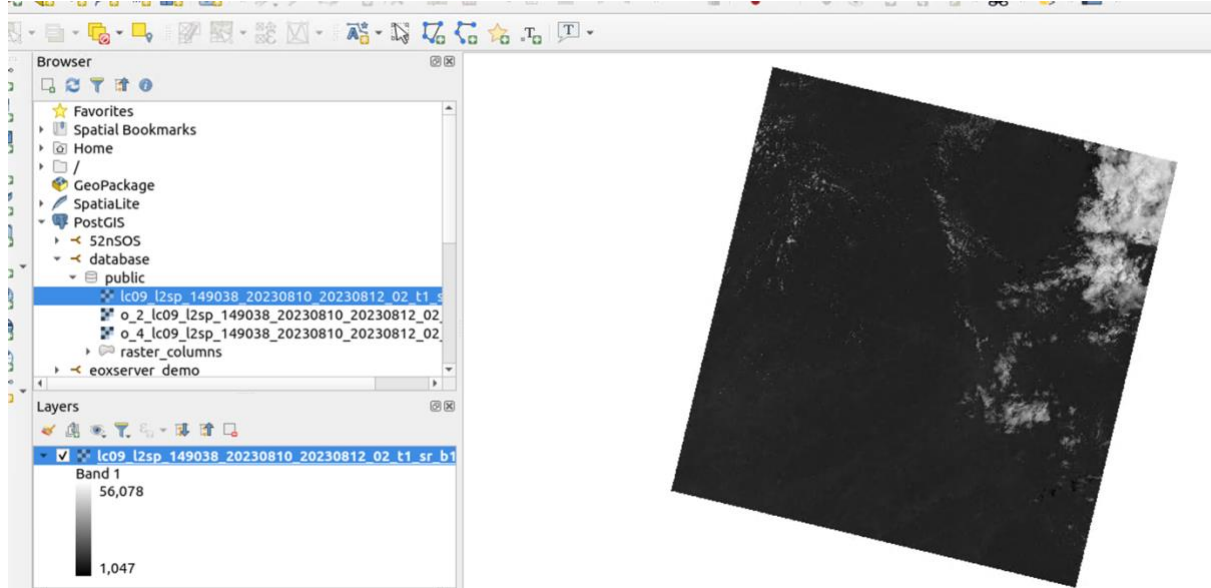 Browser
Favorites
Spatial Bookmarks
Home
/
GeoPackage
SpatiaLite
PostGIS
52nSOS
database
public
lc09_l2sp_149038_20230810_20230812_02_t1_s
o_2_lc09_l2sp_149038_20230810_20230812_02_
o_4_lc09_l2sp_149038_20230810_20230812_02_
raster_columns
eoxserver_demo
Layers
lc09_l2sp_149038_20230810_20230812_02_t1_sr_b1
Band 1
56,078
1,047